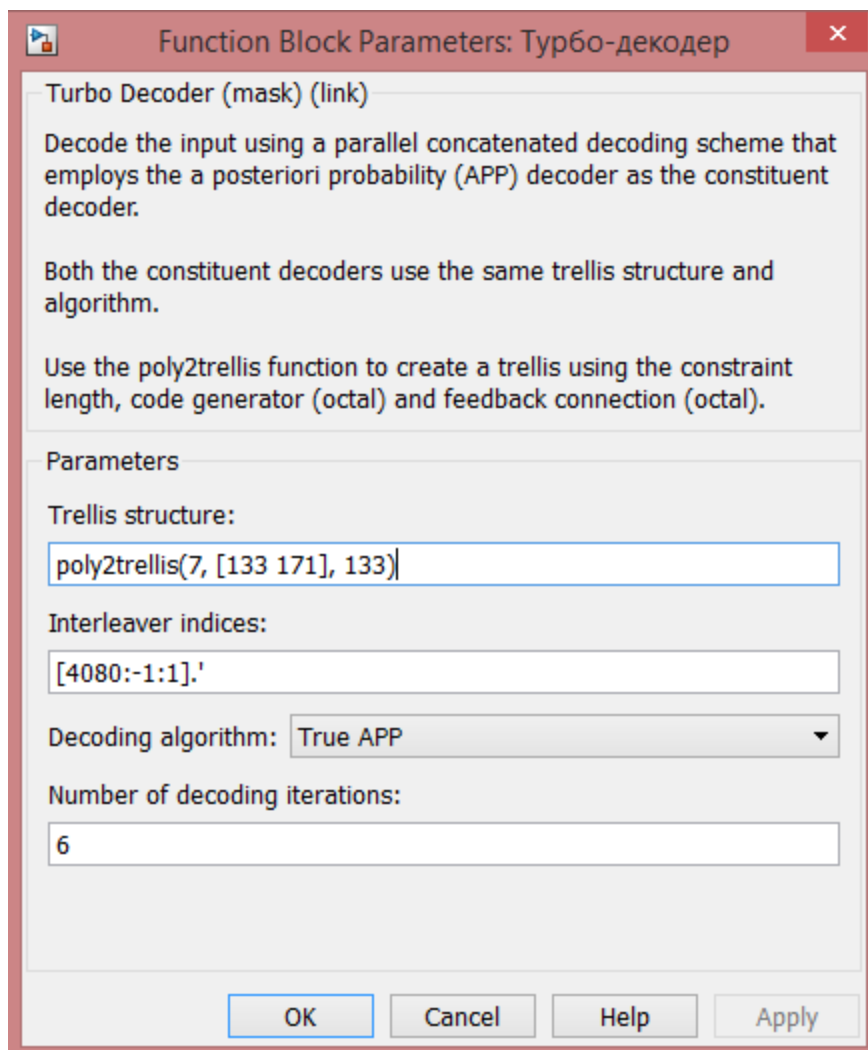 Function Block Parameters: Турбо-декодер
Turbo Decoder (mask) (link)
Decode the input using a parallel concatenated decoding scheme that
employs the a posteriori probability (APP) decoder as the constituent
decoder.
Both the constituent decoders use the same trellis structure and
algorithm.
Use the poly2trellis function to create a trellis using the constraint
length, code generator (octal) and feedback connection (octal).
Parameters
Trellis structure:
poly2trellis(7, [133 171], 133)
Interleaver indices:
[4080:-1:1].'
Decoding algorithm: True APP
Number of decoding iterations:
6
OK Cancel Help Apply